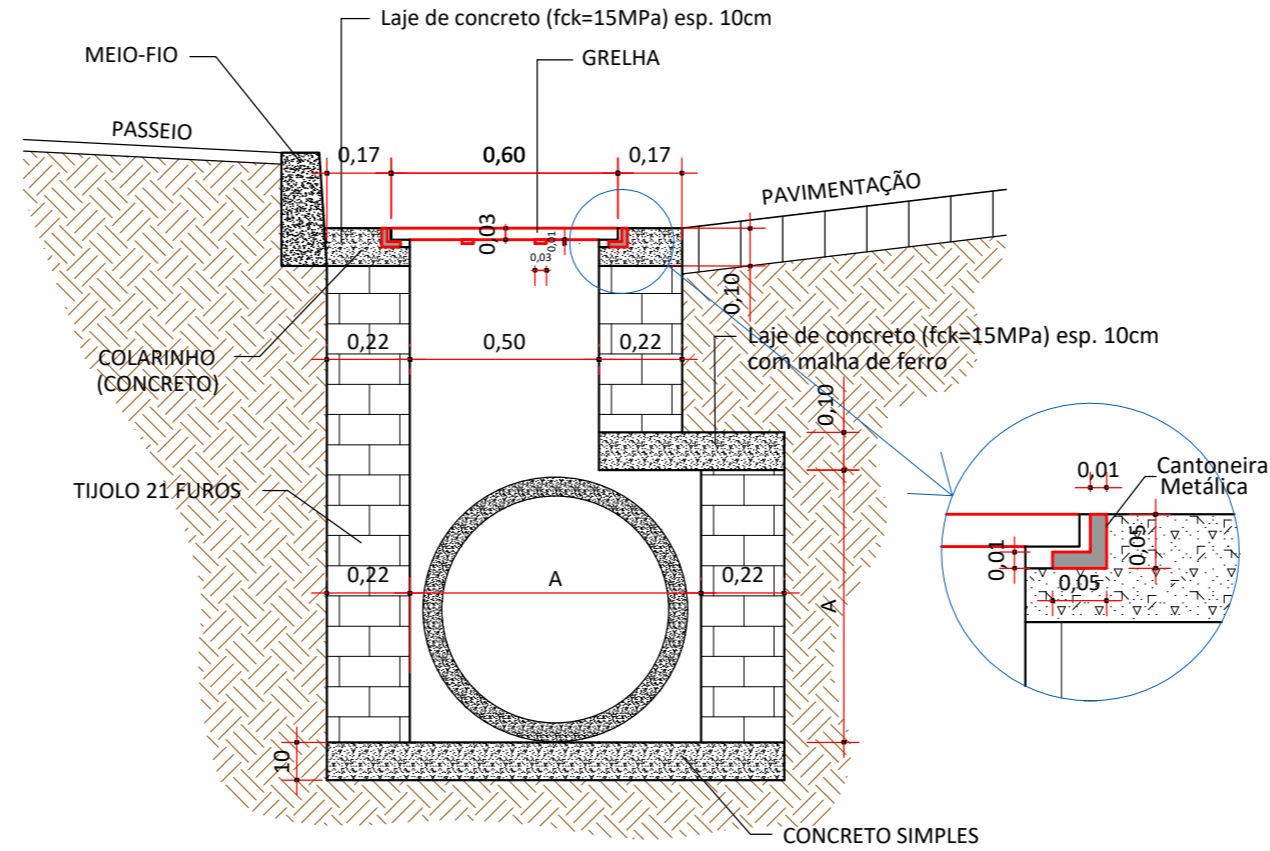 Laje de concreto (fck=15MPa) esp. 10cm
MEIO-FIO
GRELHA
PASSEIO
0,17
0,60
0,17
PAVIMENTAÇÃO
0,03
0,01
0,03
0,10
COLARINHO
(CONCRETO)
0,22
0,50
0,22
Laje de concreto (fck=15MPa) esp. 10cm
com malha de ferro
0,10
TIJOLO 21 FUROS
0,22
A
0,22
A
0,01
Cantoneira
Metálica
0,01
0,05
0,05
10
CONCRETO SIMPLES